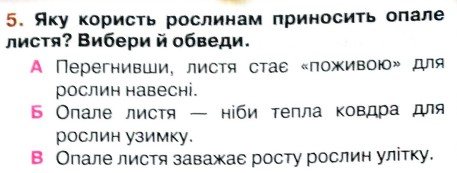 5. Яку користь рослинам приносить опале
листя? Вибери й обведи.
А Перегнивши, листя стає «поживою» для
рослин навесні.
Б Опале листя — ніби тепла ковдра для
рослин узимку.
В Опале листя заважає росту рослин улітку.